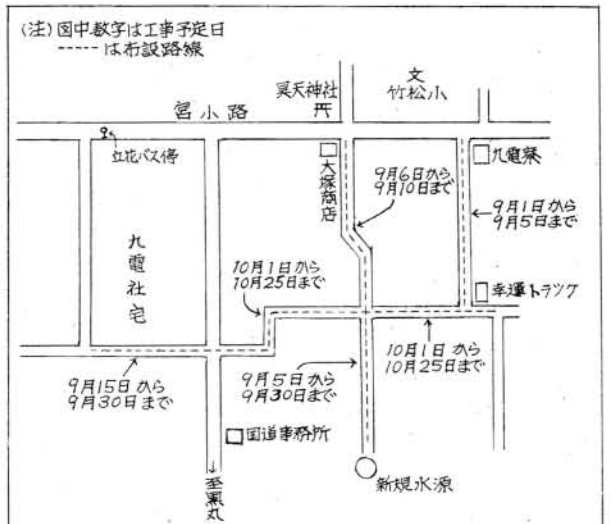 (注) 図中数字は工事予定日
----- は布設路線
昊天神社
文
竹松小
宮小路
立花バス停
大塚商店
九電寮
9月6日から
9月10日まで
9月1日から
9月5日まで
九電社宅
10月1日から
10月25日まで
幸運トラック
9月15日から
9月30日まで
9月5日から
9月30日まで
10月1日から
10月25日まで
国道事務所
至黒丸
新規水源